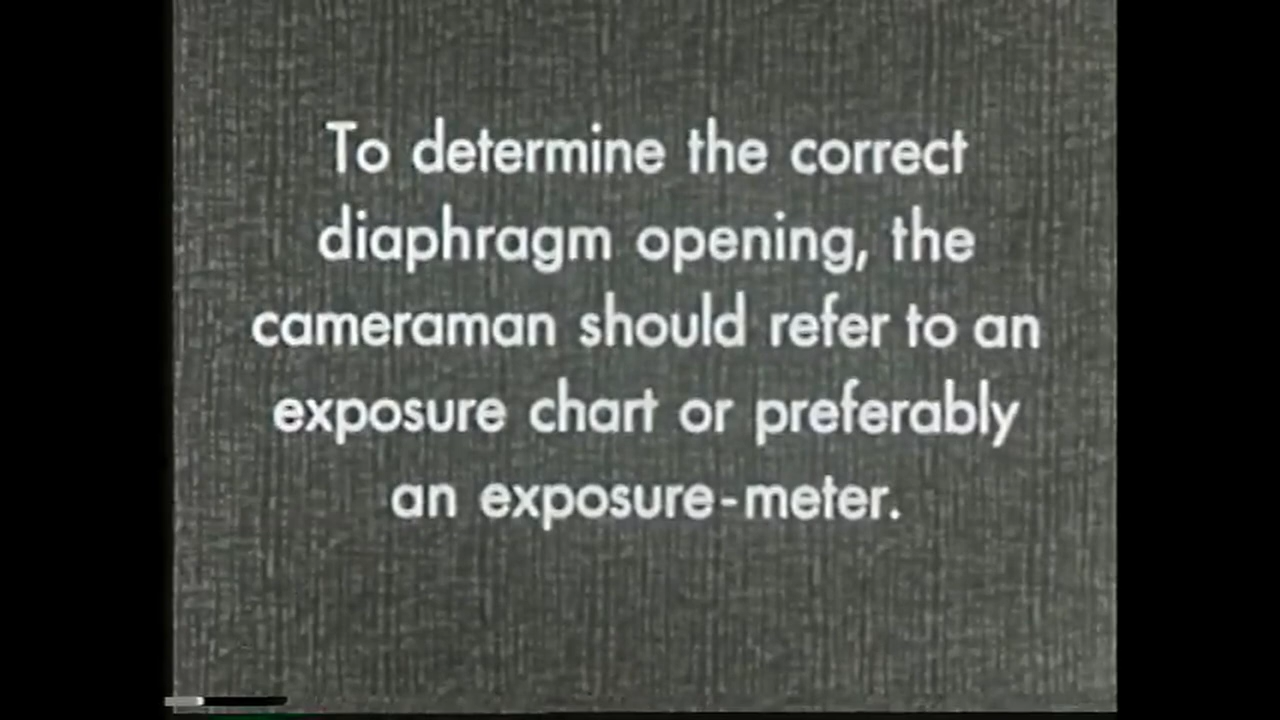 To determine the correct
diaphragm opening, the
cameraman should refer to an
exposure chart or preferably
an exposure-meter.